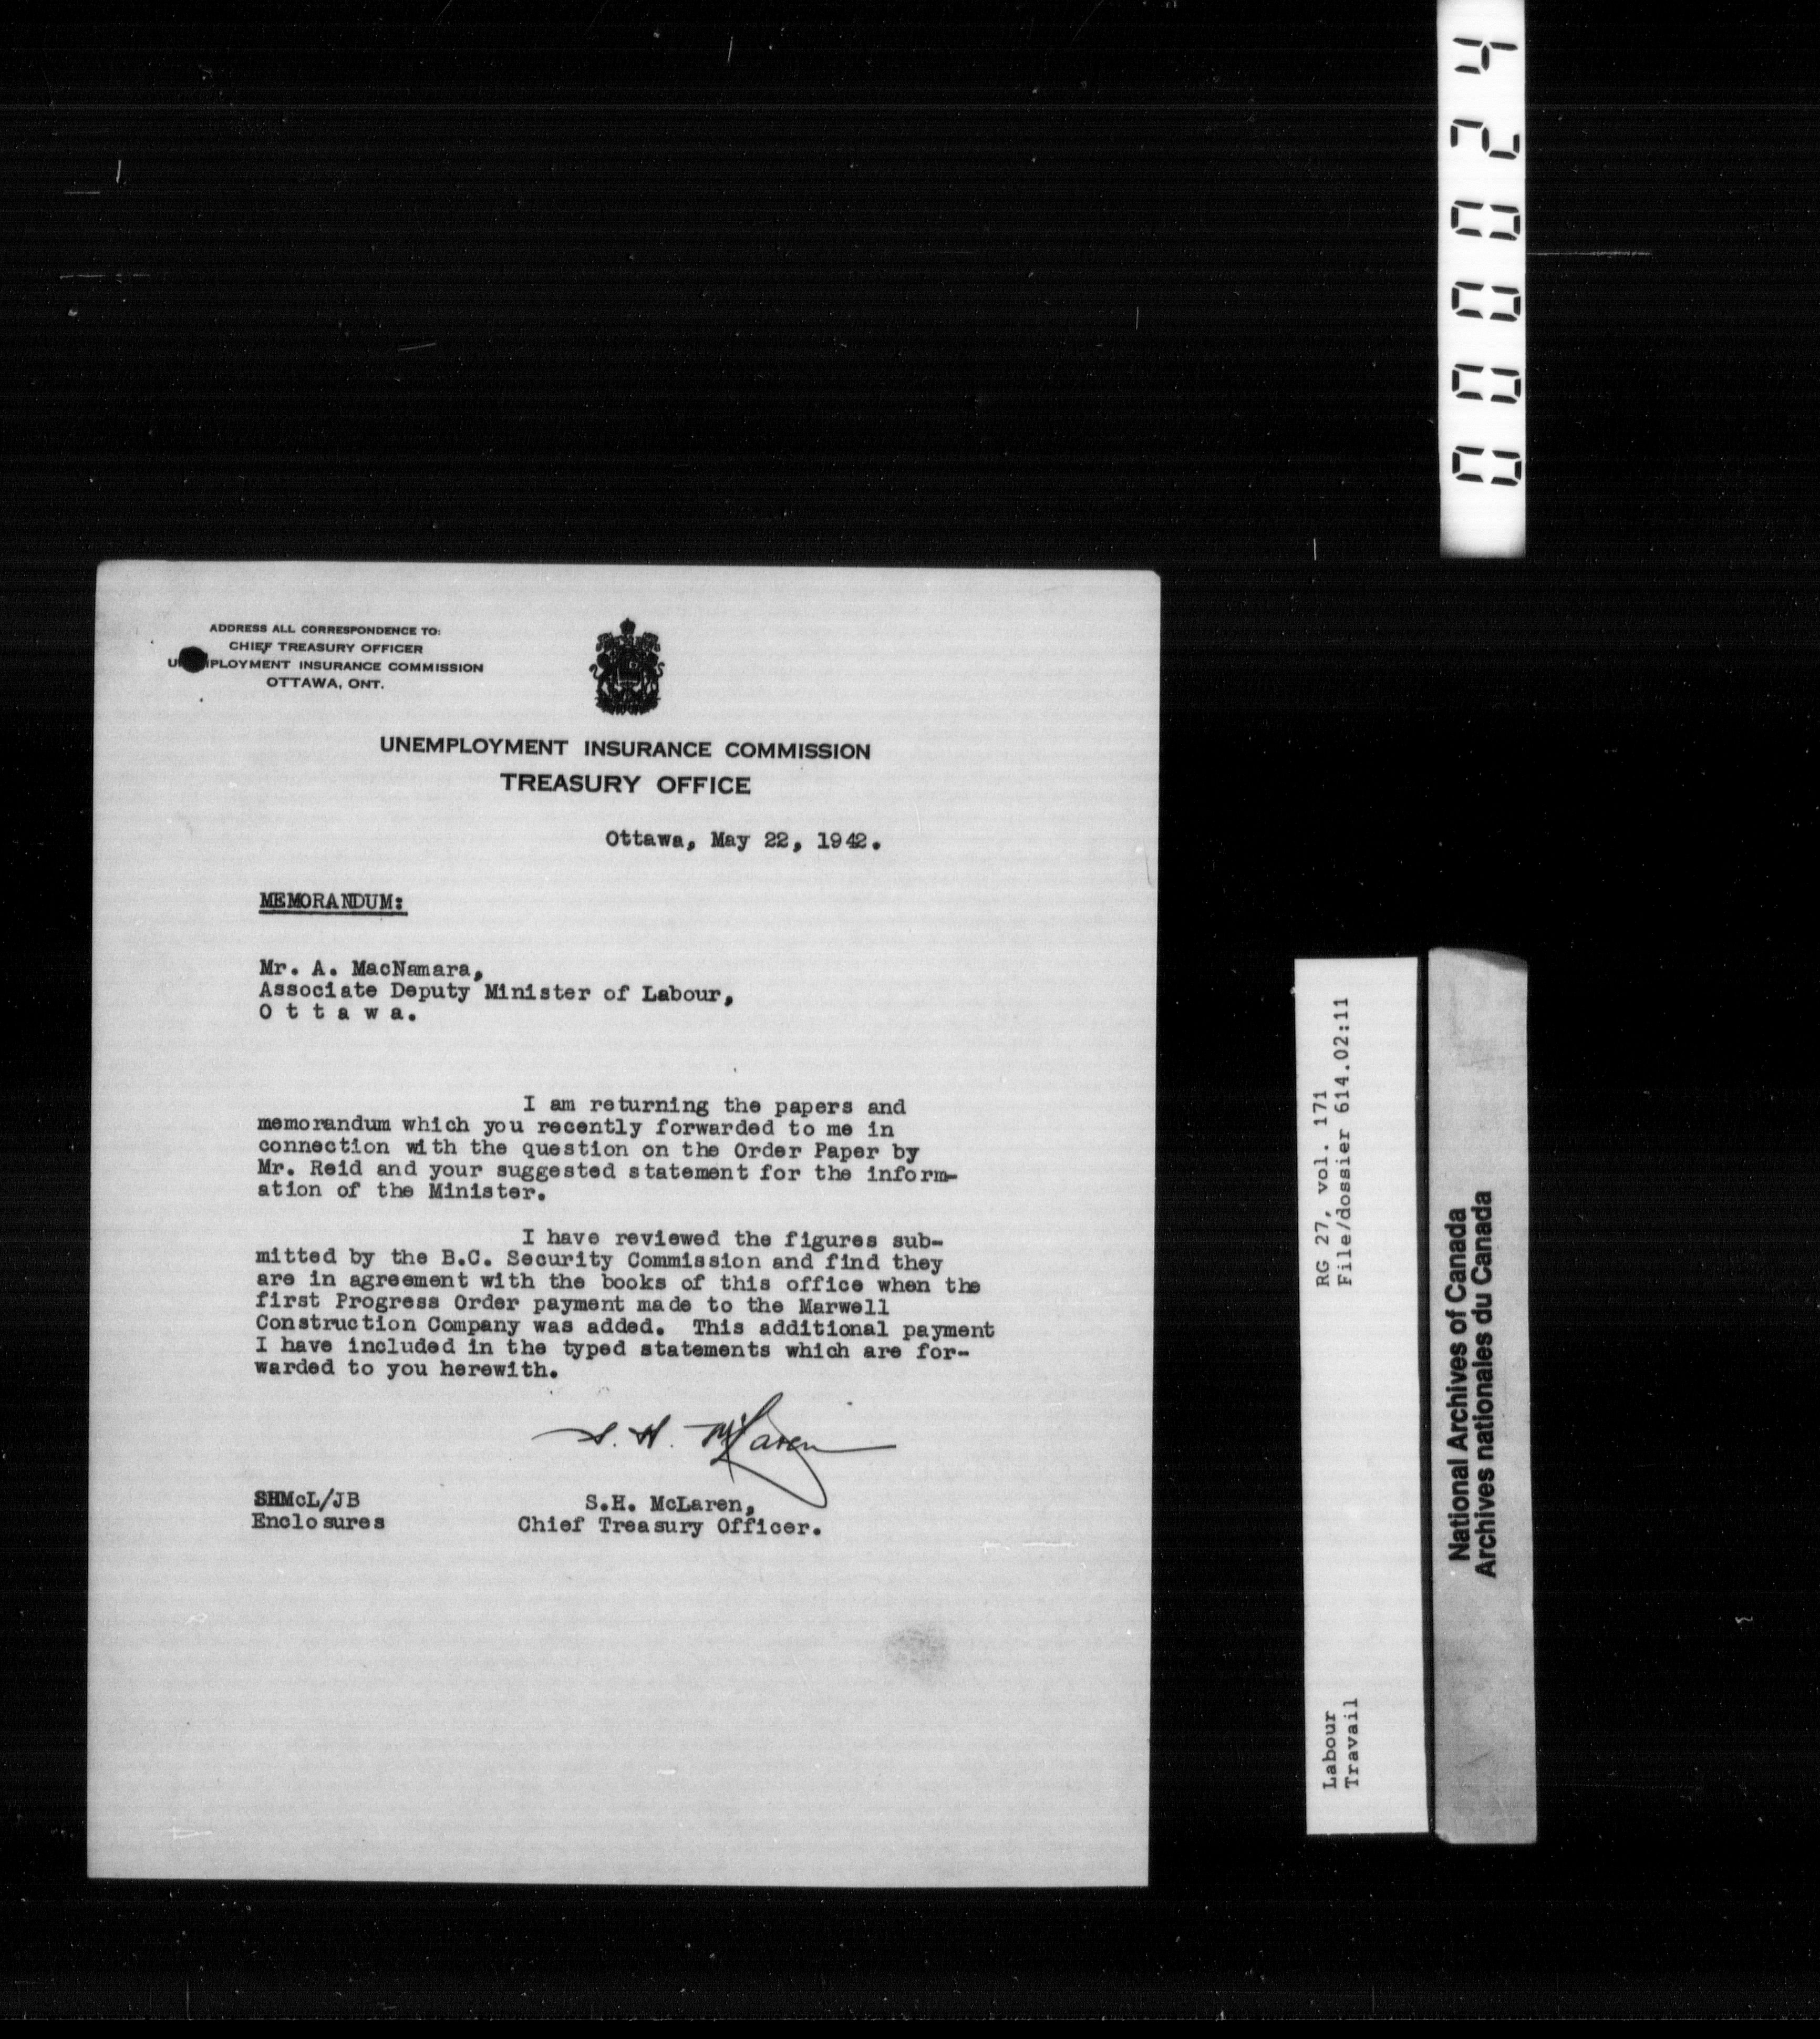 ADDRESS ALL CORRESPONDENCE TO:
CHIEF TREASURY OFFICER
UNEMPLOYMENT INSURANCE COMMISSION
OTTAWA, ONT.
UNEMPLOYMENT INSURANCE COMMISSION
TREASURY OFFICE
Ottawa, May 22, 1942.
MEMORANDUM:
Mr. A. MacNamara,
Associate Deputy Minister of Labour,
O t t a w a.
I am returning the papers and
memorandum which you recently forwarded to me in
connection with the question on the Order Paper by
Mr. Reid and your suggested statement for the inform-
ation of the Minister.
I have reviewed the figures sub-
mitted by the B.C. Security Commission and find they
are in agreement with the books of this office when the
first Progress Order payment made to the Marwell
Construction Company was added. This additional payment
I have included in the typed statements which are for-
warded to you herewith.
S. H. McLaren
SHMcL/JB
Enclosures
S.H. McLaren,
Chief Treasury Officer.
000024
RG 27, vol. 171
File/dossier 614.02:11
Labour
Travail
National Archives of Canada
Archives nationales du Canada